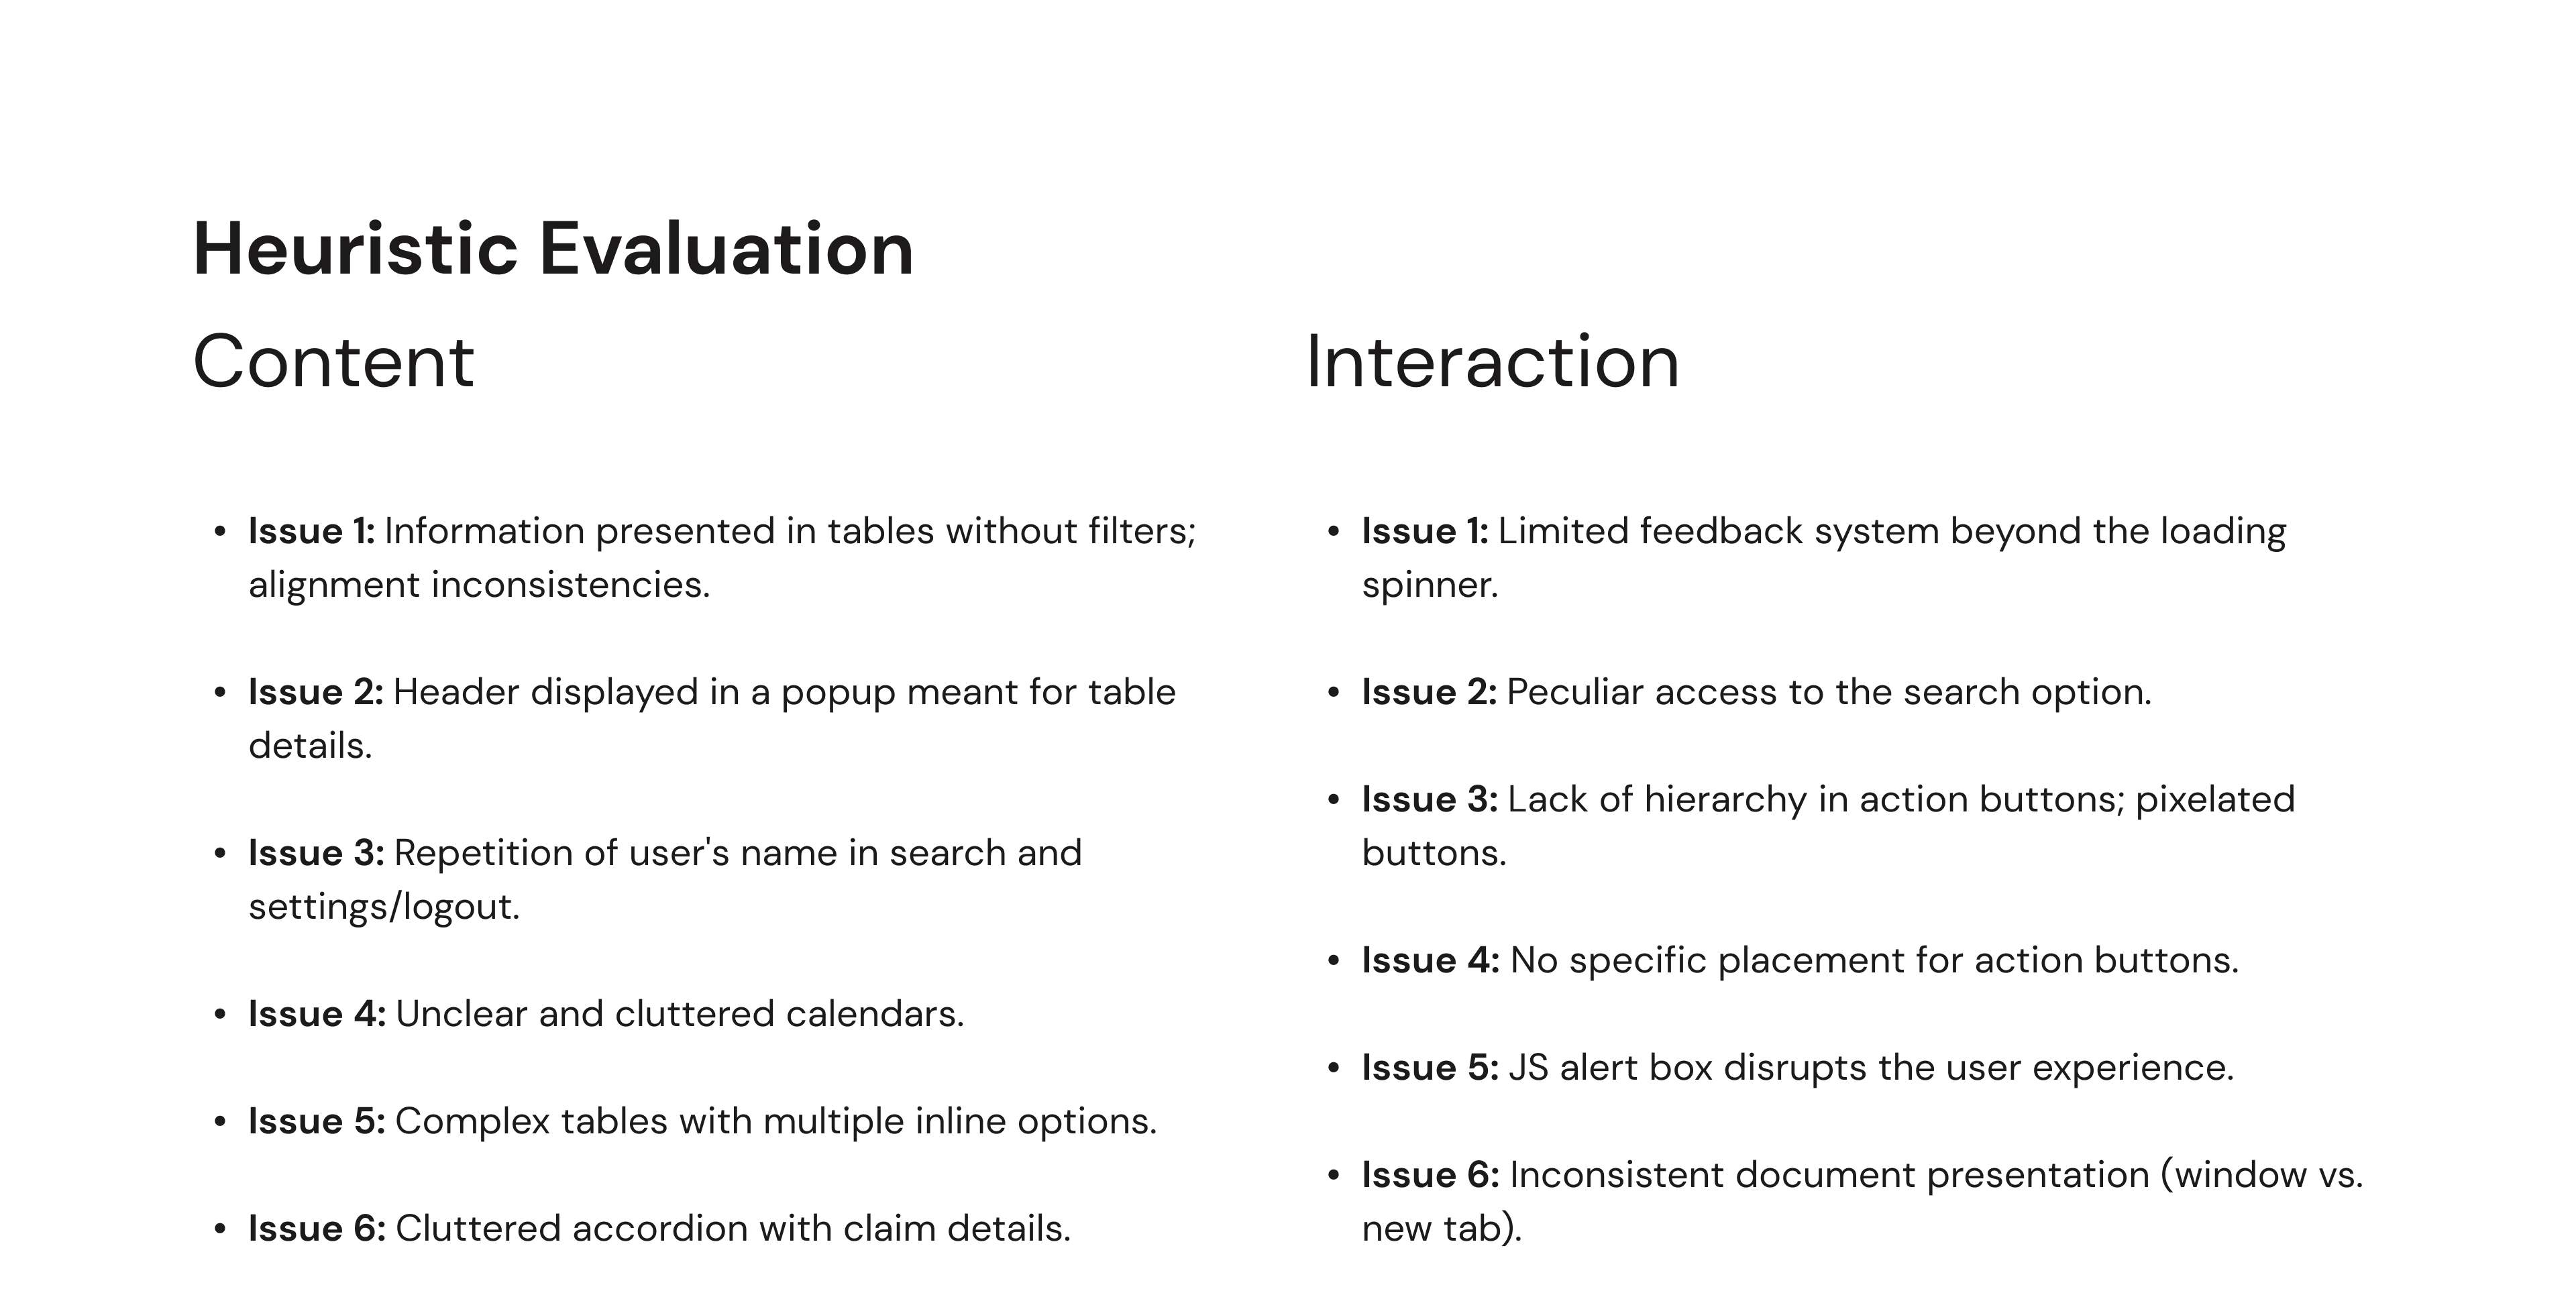 Heuristic Evaluation
Content
• Issue 1: Information presented in tables without filters;
alignment inconsistencies.
• Issue 2: Header displayed in a popup meant for table
details.
• Issue 3: Repetition of user's name in search and
settings/logout.
• Issue 4: Unclear and cluttered calendars.
• Issue 5: Complex tables with multiple inline options.
• Issue 6: Cluttered accordion with claim details.
Interaction
• Issue 1: Limited feedback system beyond the loading
spinner.
• Issue 2: Peculiar access to the search option.
• Issue 3: Lack of hierarchy in action buttons; pixelated
buttons.
• Issue 4: No specific placement for action buttons.
• Issue 5: JS alert box disrupts the user experience.
• Issue 6: Inconsistent document presentation (window vs.
new tab).